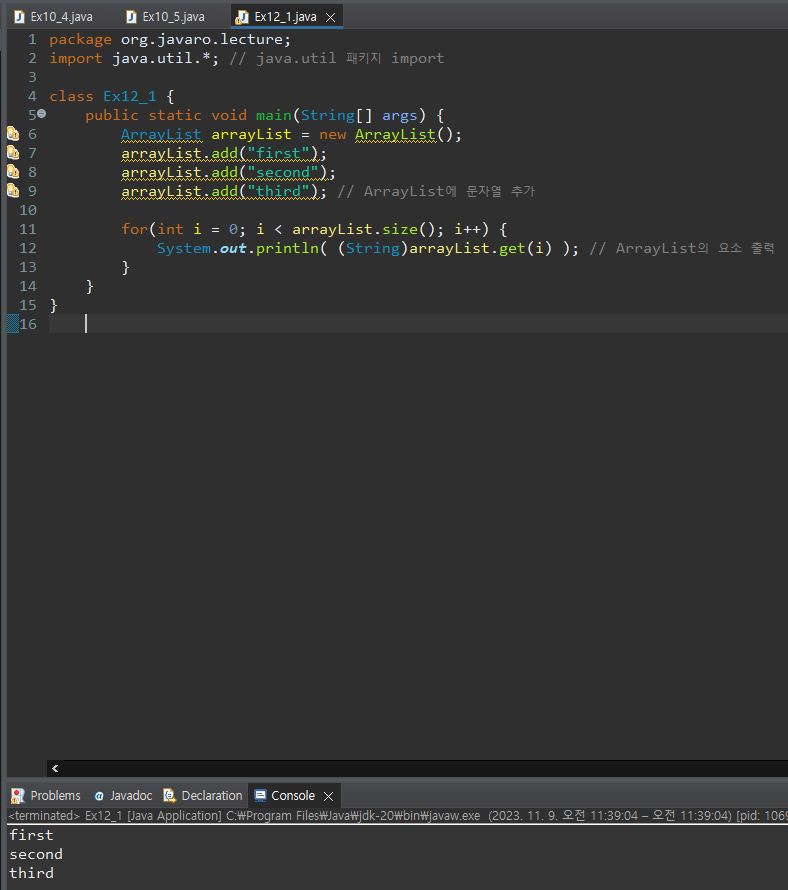 Ex10_4.java Ex10_5.java Ex12_1.java
1 package org.javaro.lecture;
2 import java.util.*; // java.util 패키지 import
3
4 class Ex12_1 {
5 public static void main(String[] args) {
6 ArrayList arrayList = new ArrayList();
7 arrayList.add("first");
8 arrayList.add("second");
9 arrayList.add("third"); // ArrayList에 문자열 추가
10
11 for(int i = 0; i < arrayList.size(); i++) {
12 System.out.println( (String)arrayList.get(i) ); // ArrayList의 요소 출력
13 }
14 }
15 }
16
Problems @ Javadoc Declaration Console
<terminated> Ex12_1 [Java Application] C:₩Program Files₩Java₩jdk-20₩bin₩javaw.exe (2023. 11. 9. 오전 11:39:04 – 오전 11:39:04) [pid: 1069
first
second
third